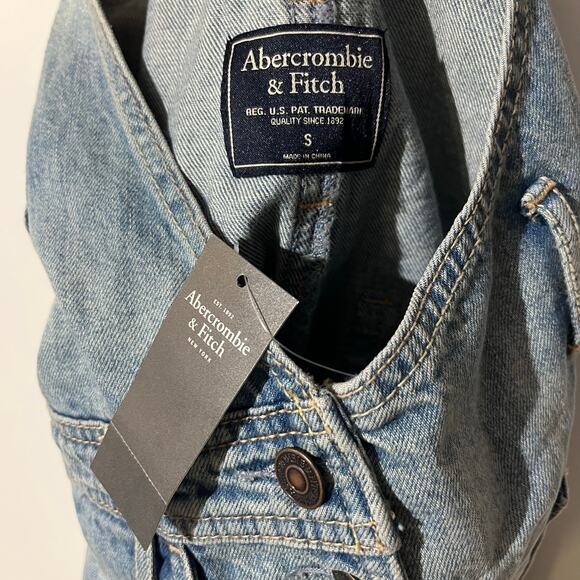 Abercrombie
& Fitch
REG. U.S. PAT. TRADEMARK
QUALITY SINCE 1892
S
MADE IN CHINA
EST. 1892
Abercrombie
& Fitch
NEW YORK